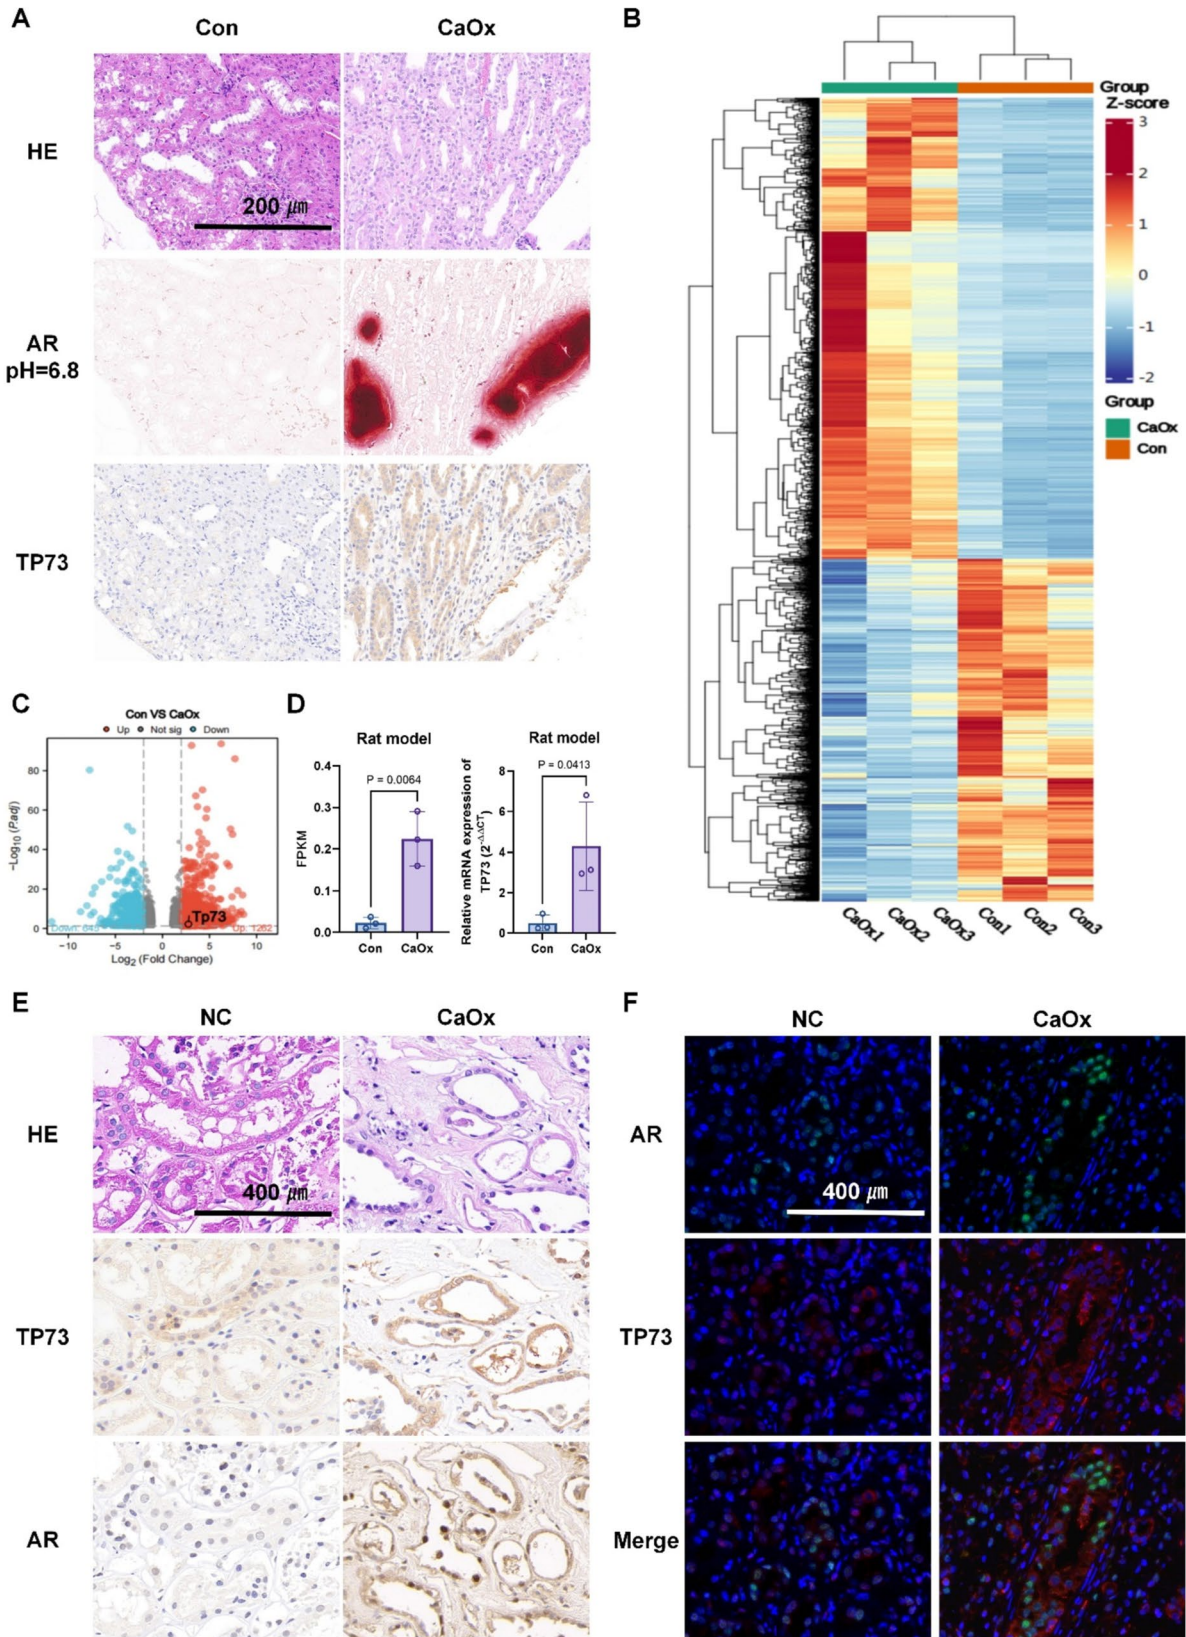 A
Con
CaOx
HE
200 μm
AR
pH=6.8
TP73
B
Group
Z-score
3
2
1
0
-1
-2
Group
CaOx
Con
CaOx1
CaOx2
CaOx3
Con1
Con2
Con3
C
Con VS CaOx
Up
Not sig
Down
-Log10 (P.adj)
80
60
40
20
0
Tp73
Up: 1262
-10
-5
0
5
10
Log2 (Fold Change)
D
Rat model
P = 0.0064
FPKM
0.4
0.3
0.2
0.1
0.0
Con
CaOx
Rat model
P = 0.0413
Relative mRNA expression of
TP73 (2-ΔΔCT)
8
6
4
2
0
Con
CaOx
E
NC
CaOx
HE
400 μm
TP73
AR
F
NC
CaOx
AR
400 μm
TP73
Merge